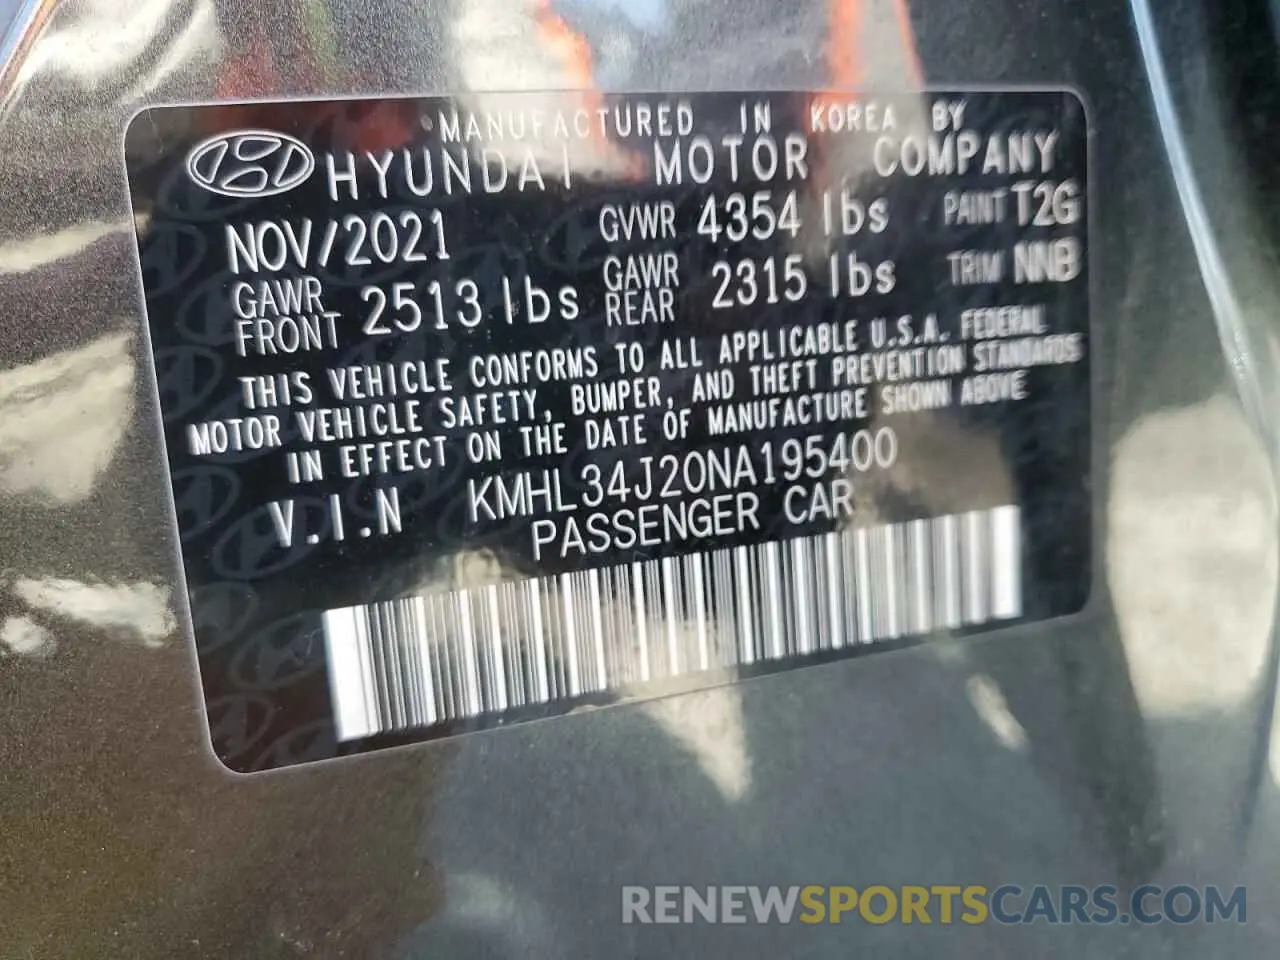 MANUFACTURED IN KOREA BY
HYUNDAI MOTOR COMPANY
NOV/2021 GVWR 4354 lbs PAINT T2G
GAWR FRONT 2513 lbs GAWR REAR 2315 lbs TRIM NNB
THIS VEHICLE CONFORMS TO ALL APPLICABLE U.S.A. FEDERAL
MOTOR VEHICLE SAFETY, BUMPER, AND THEFT PREVENTION STANDARDS
IN EFFECT ON THE DATE OF MANUFACTURE SHOWN ABOVE
V.I.N KMHL34J20NA195400
PASSENGER CAR
RENEWSPORTSCARS.COM